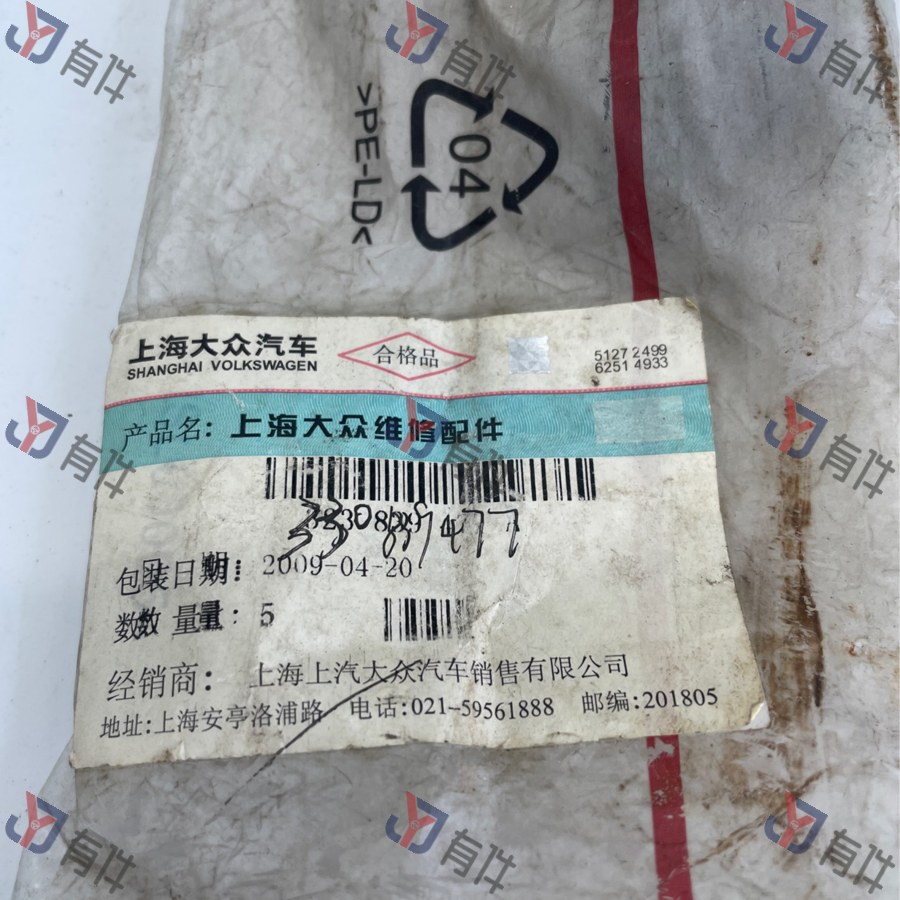 有件
有件
有件
>PE-LD<
04
上海大众汽车
SHANGHAI VOLKSWAGEN
合格品
5127 2499
6251 4933
产品名: 上海大众维修配件
有件
有件
有件
包装日期: 2009-04-20
数量: 5
经销商: 上海上汽大众汽车销售有限公司
地址:上海安亭洛浦路 电话:021-59561888 邮编:201805
有件
有件
有件